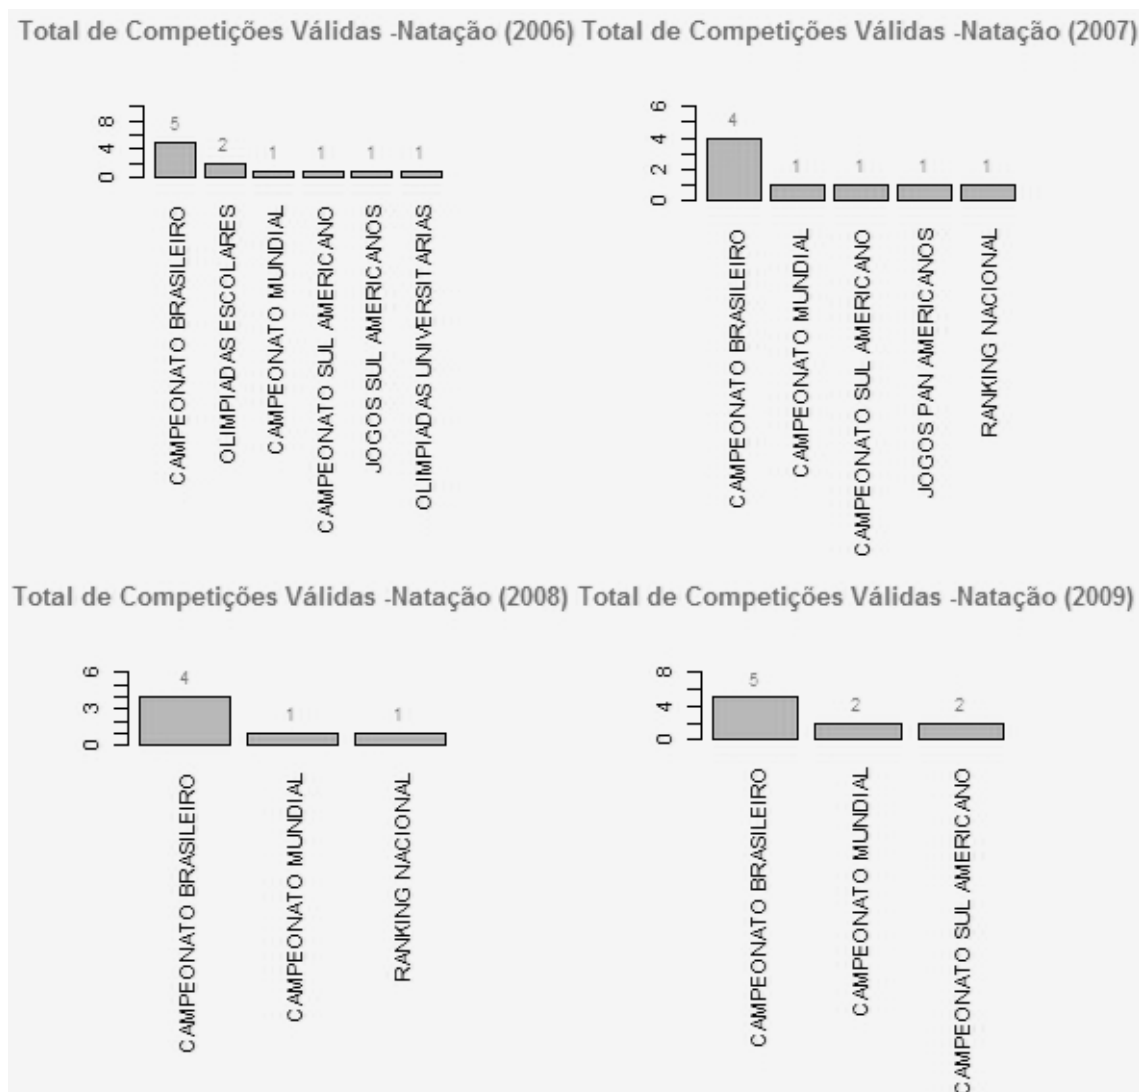 Total de Competições Válidas -Natação (2006)
8
4
0
5
2
1
1
1
1
CAMPEONATO BRASILEIRO
OLIMPIADAS ESCOLARES
CAMPEONATO MUNDIAL
CAMPEONATO SUL AMERICANO
JOGOS SUL AMERICANOS
OLIMPIADAS UNIVERSITARIAS
Total de Competições Válidas -Natação (2007)
6
4
2
0
4
1
1
1
1
CAMPEONATO BRASILEIRO
CAMPEONATO MUNDIAL
CAMPEONATO SUL AMERICANO
JOGOS PAN AMERICANOS
RANKING NACIONAL
Total de Competições Válidas -Natação (2008)
6
3
0
4
1
1
CAMPEONATO BRASILEIRO
CAMPEONATO MUNDIAL
RANKING NACIONAL
Total de Competições Válidas -Natação (2009)
8
4
0
5
2
2
CAMPEONATO BRASILEIRO
CAMPEONATO MUNDIAL
CAMPEONATO SUL AMERICANO